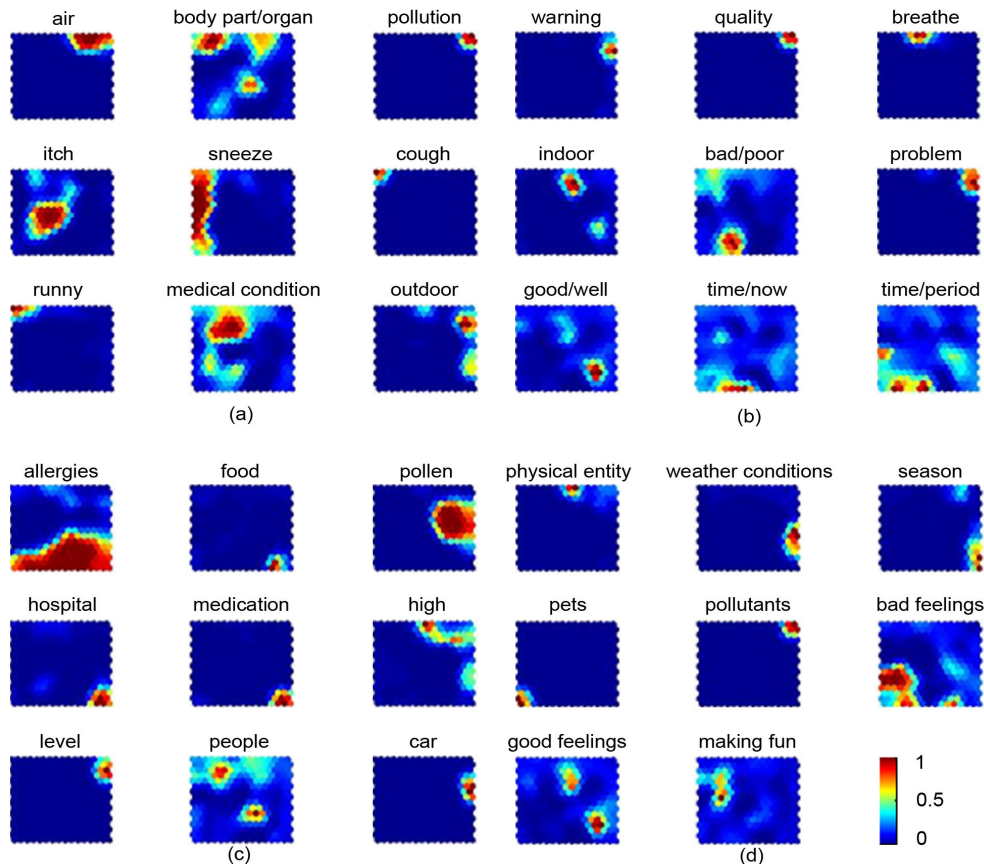 air body part/organ pollution warning quality breathe
itch sneeze cough indoor bad/poor problem
runny medical condition outdoor good/well time/now time/period
(a) (b)
allergies food pollen physical entity weather conditions season
hospital medication high pets pollutants bad feelings
level people car good feelings making fun
1
0.5
0
(c) (d)